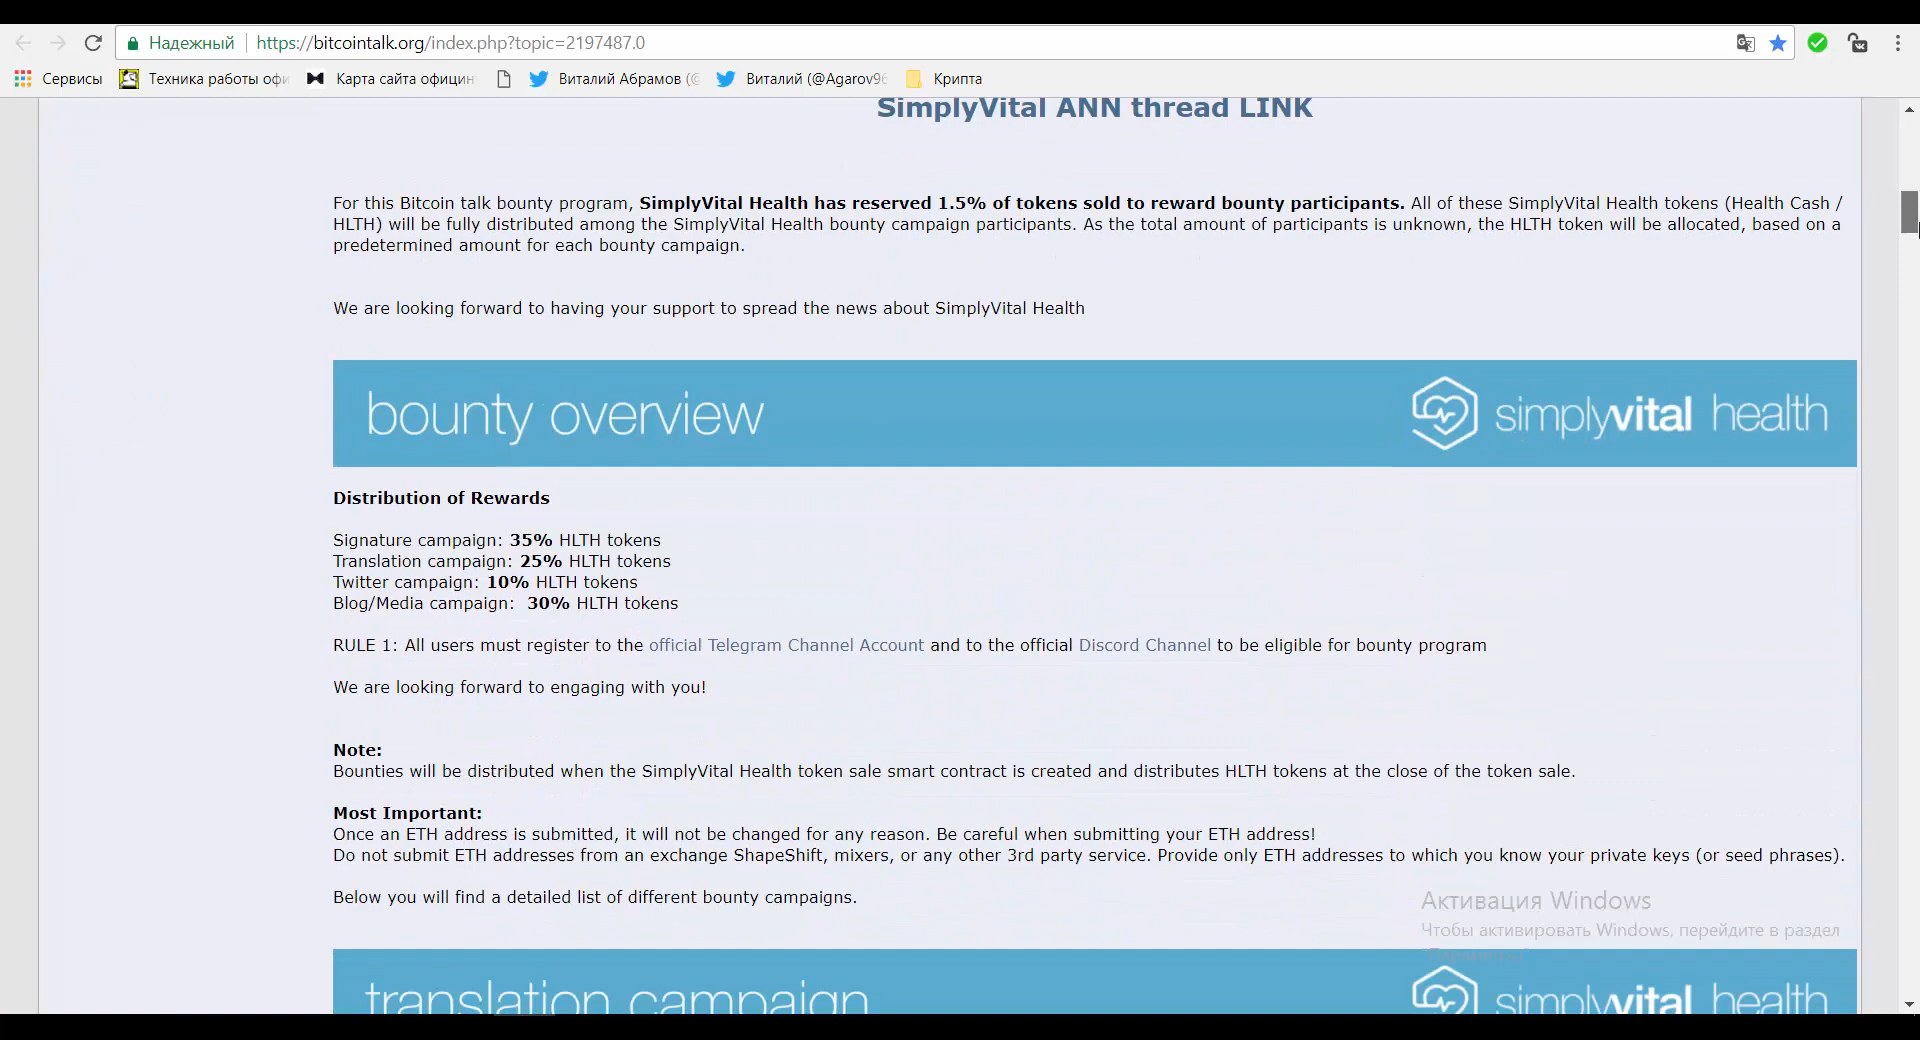 Надежный
https://bitcointalk.org/index.php?topic=2197487.0
Сервисы
Техника работы офи
Карта сайта официн
Виталий Абрамов (@
Виталий (@Agarov96
Крипта
SimplyVital ANN thread LINK
For this Bitcoin talk bounty program, SimplyVital Health has reserved 1.5% of tokens sold to reward bounty participants. All of these SimplyVital Health tokens (Health Cash /
HLTH) will be fully distributed among the SimplyVital Health bounty campaign participants. As the total amount of participants is unknown, the HLTH token will be allocated, based on a
predetermined amount for each bounty campaign.
We are looking forward to having your support to spread the news about SimplyVital Health
bounty overview
simplyvital health
Distribution of Rewards
Signature campaign: 35% HLTH tokens
Translation campaign: 25% HLTH tokens
Twitter campaign: 10% HLTH tokens
Blog/Media campaign: 30% HLTH tokens
RULE 1: All users must register to the official Telegram Channel Account and to the official Discord Channel to be eligible for bounty program
We are looking forward to engaging with you!
Note:
Bounties will be distributed when the SimplyVital Health token sale smart contract is created and distributes HLTH tokens at the close of the token sale.
Most Important:
Once an ETH address is submitted, it will not be changed for any reason. Be careful when submitting your ETH address!
Do not submit ETH addresses from an exchange ShapeShift, mixers, or any other 3rd party service. Provide only ETH addresses to which you know your private keys (or seed phrases).
Below you will find a detailed list of different bounty campaigns.
Активация Windows
Чтобы активировать Windows, перейдите в раздел
translation campaign
simplyvital health